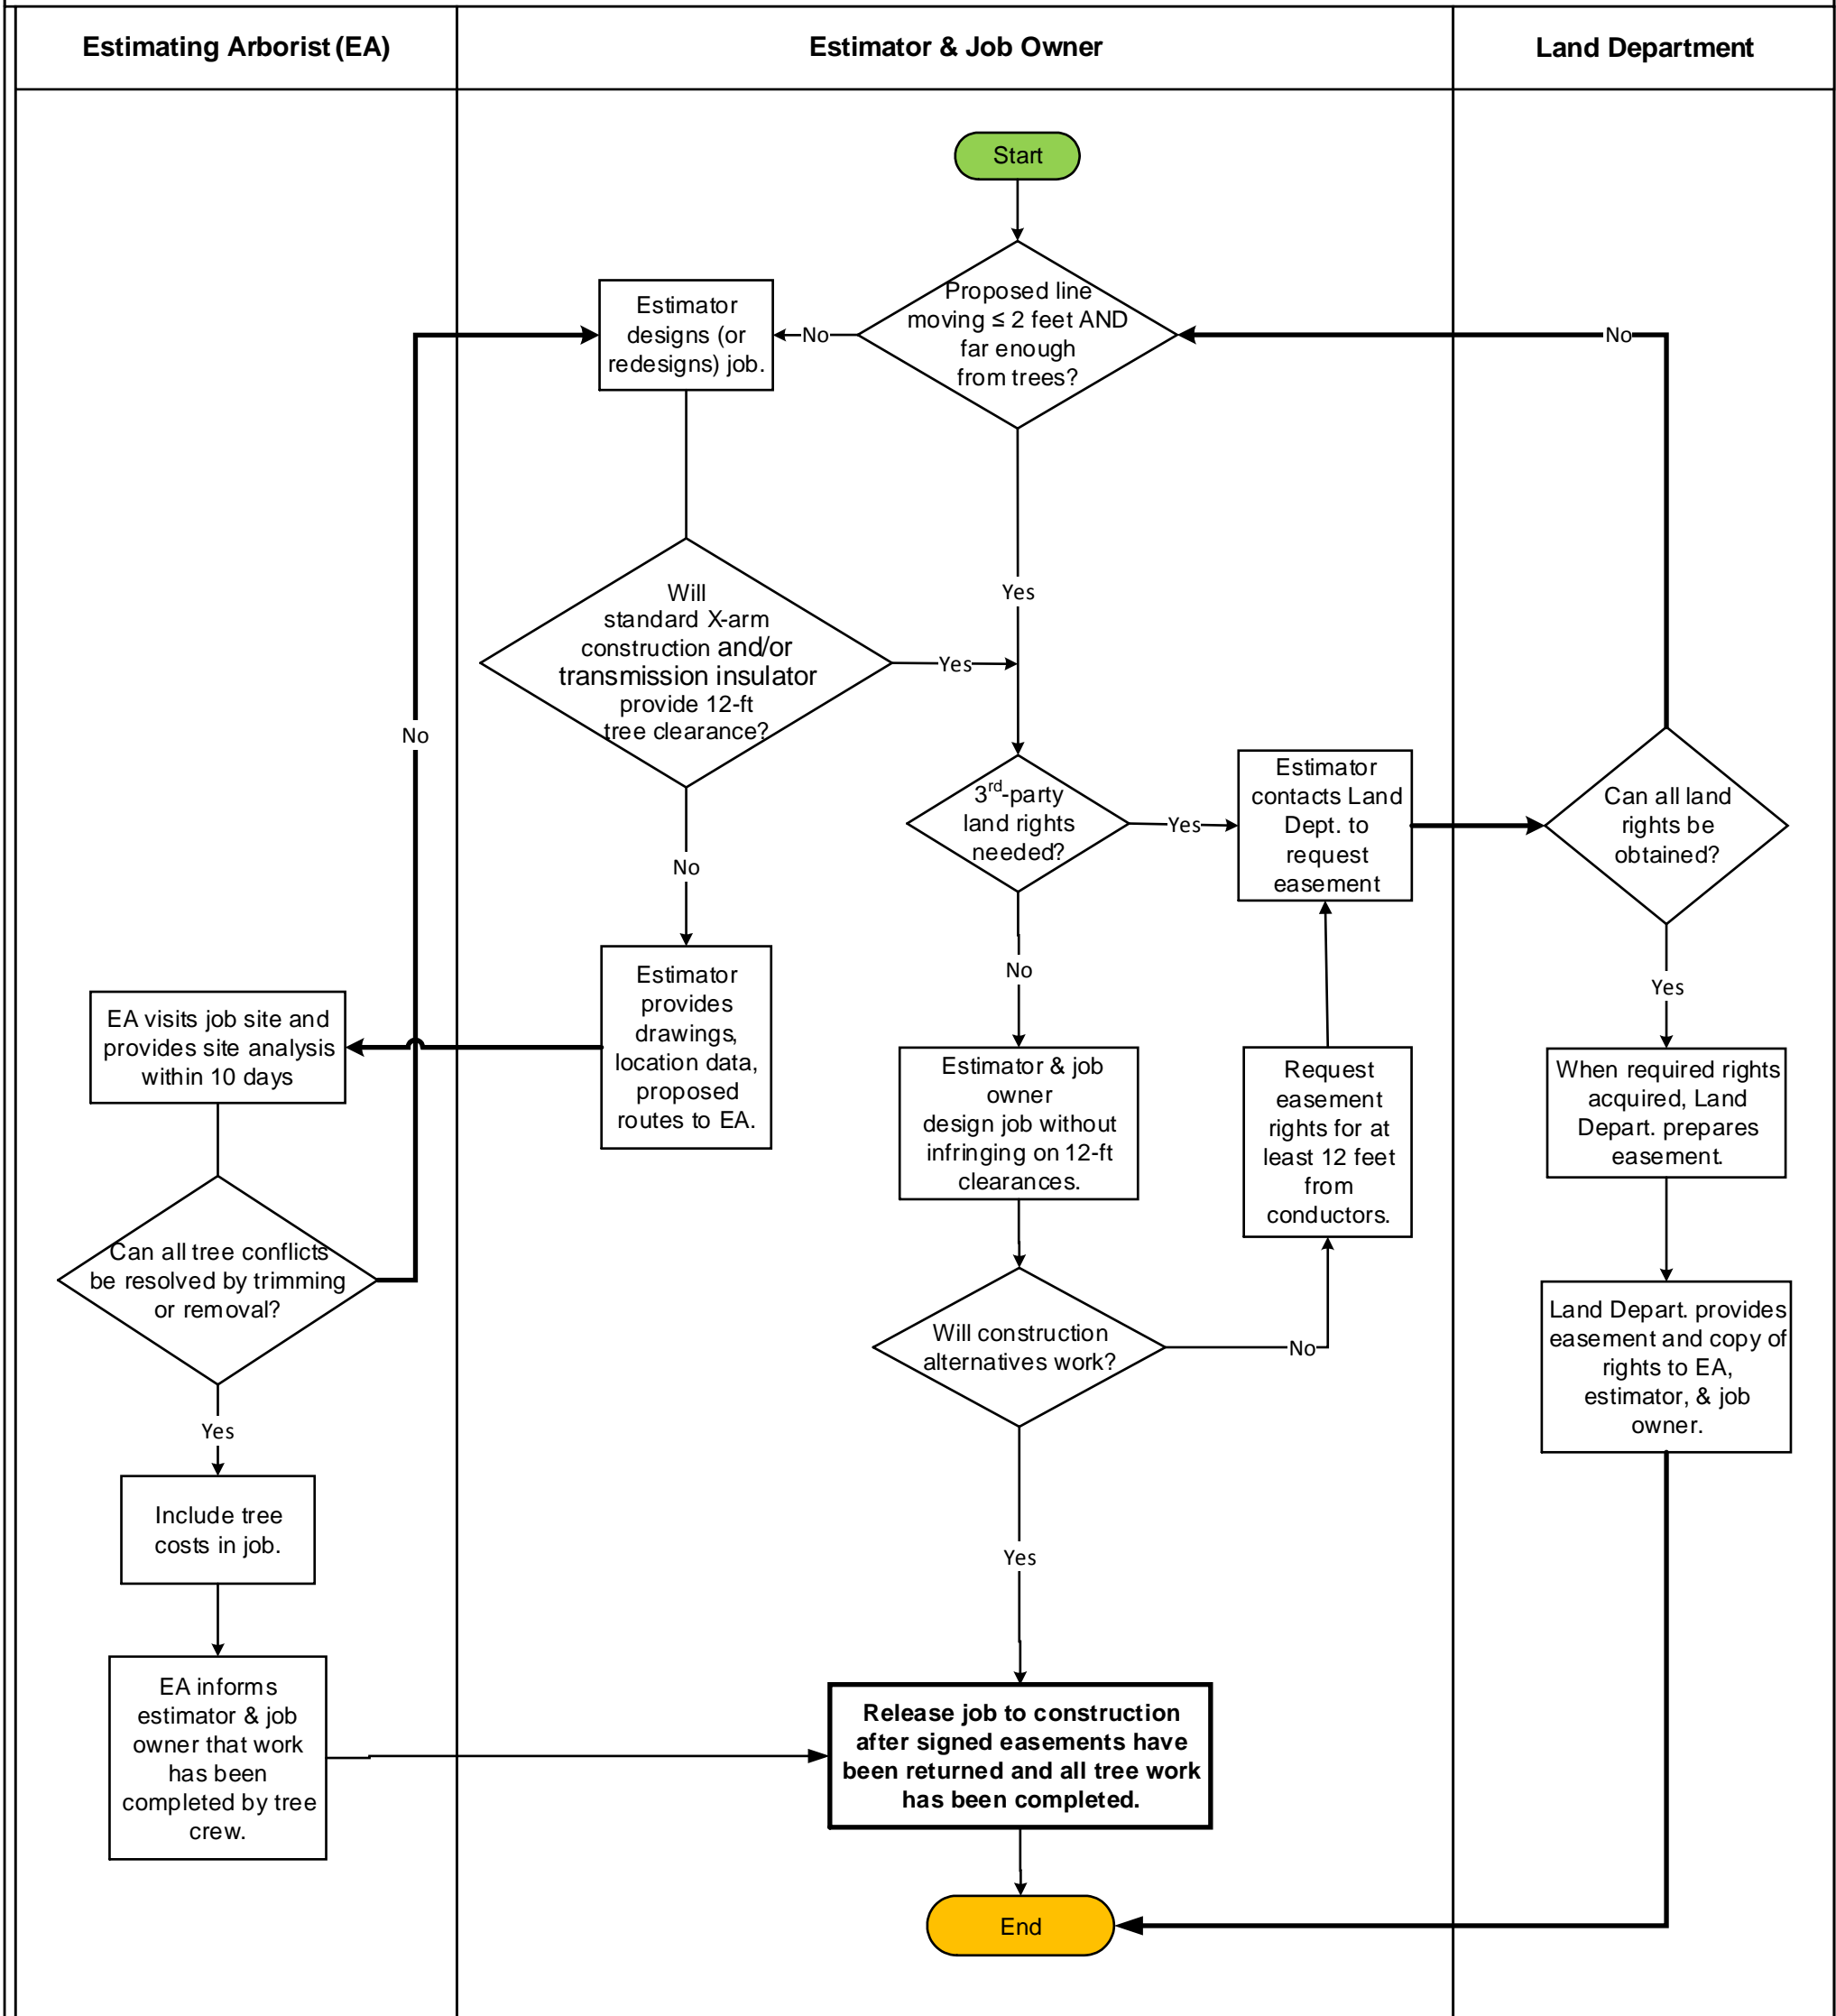 Estimating Arborist (EA)
Estimator & Job Owner
Land Department
Start
Proposed line
moving ≤ 2 feet AND
far enough
from trees?
No
Estimator
designs (or
redesigns) job.
No
Yes
Will
standard X-arm
construction and/or
transmission insulator
provide 12-ft
tree clearance?
Yes
No
3rd-party
land rights
needed?
Yes
Estimator
contacts Land
Dept. to
request
easement
Can all land
rights be
obtained?
No
No
Yes
Estimator
provides
drawings,
location data,
proposed
routes to EA.
EA visits job site and
provides site analysis
within 10 days
Estimator & job
owner
design job without
infringing on 12-ft
clearances.
Request
easement
rights for at
least 12 feet
from
conductors.
When required rights
acquired, Land
Depart. prepares
easement.
Can all tree conflicts
be resolved by trimming
or removal?
Will construction
alternatives work?
No
Land Depart. provides
easement and copy of
rights to EA,
estimator, & job
owner.
Yes
Include tree
costs in job.
Yes
EA informs
estimator & job
owner that work
has been
completed by tree
crew.
Release job to construction
after signed easements have
been returned and all tree work
has been completed.
End